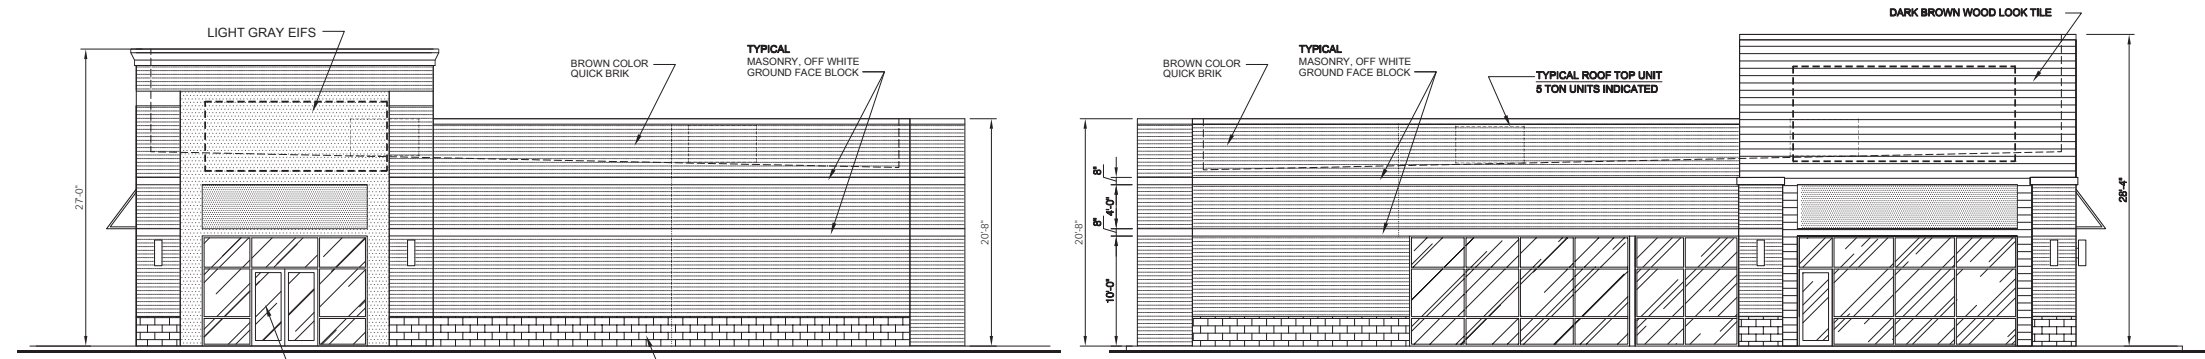 LIGHT GRAY EIFS
BROWN COLOR
QUICK BRIK
TYPICAL
MASONRY, OFF WHITE
GROUND FACE BLOCK
27'-0"
20'-8"
BROWN COLOR
QUICK BRIK
TYPICAL
MASONRY, OFF WHITE
GROUND FACE BLOCK
TYPICAL ROOF TOP UNIT
5 TON UNITS INDICATED
DARK BROWN WOOD LOOK TILE
20'-8"
8"
4'-0"
8"
10'-0"
28'-4"